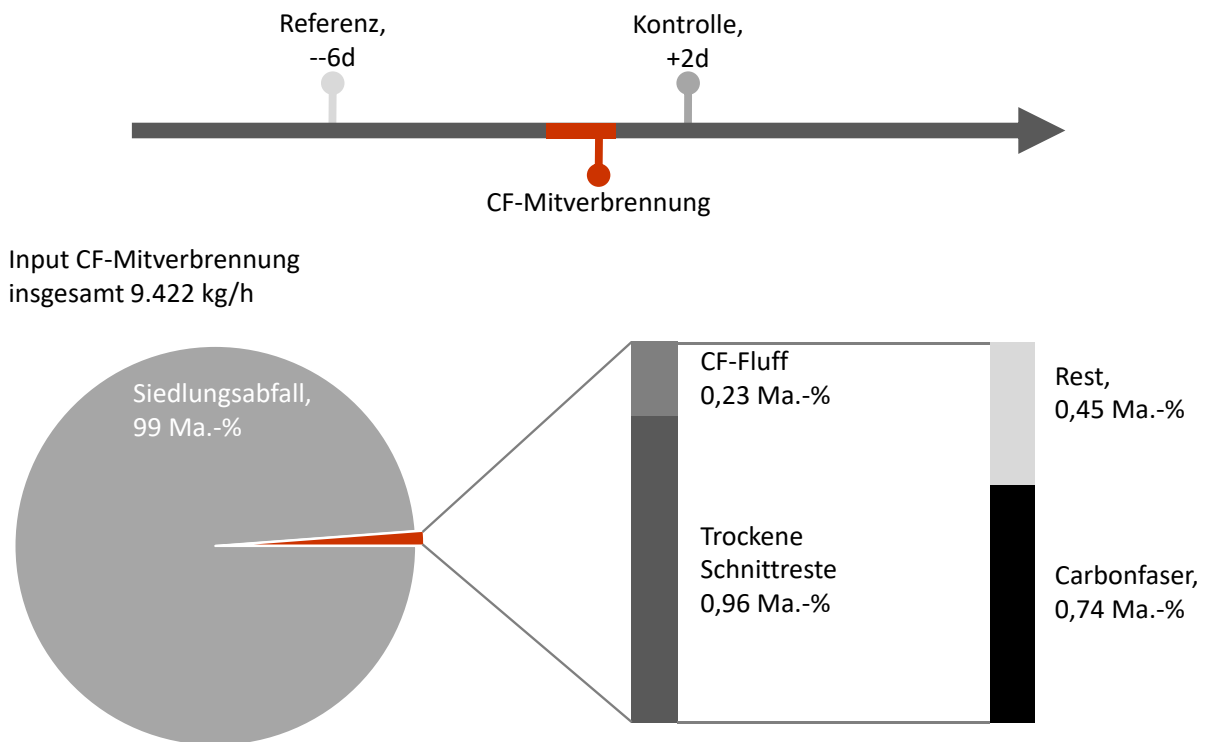 Referenz,
--6d
Kontrolle,
+2d
CF-Mitverbrennung
Input CF-Mitverbrennung
insgesamt 9.422 kg/h
Siedlungsabfall,
99 Ma.-%
CF-Fluff
0,23 Ma.-%
Trockene
Schnittreste
0,96 Ma.-%
Rest,
0,45 Ma.-%
Carbonfaser,
0,74 Ma.-%